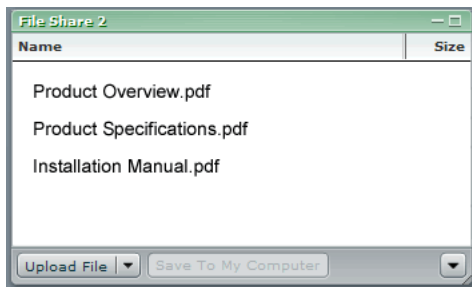 File Share 2
Name Size
Product Overview.pdf
Product Specifications.pdf
Installation Manual.pdf
Upload File Save To My Computer